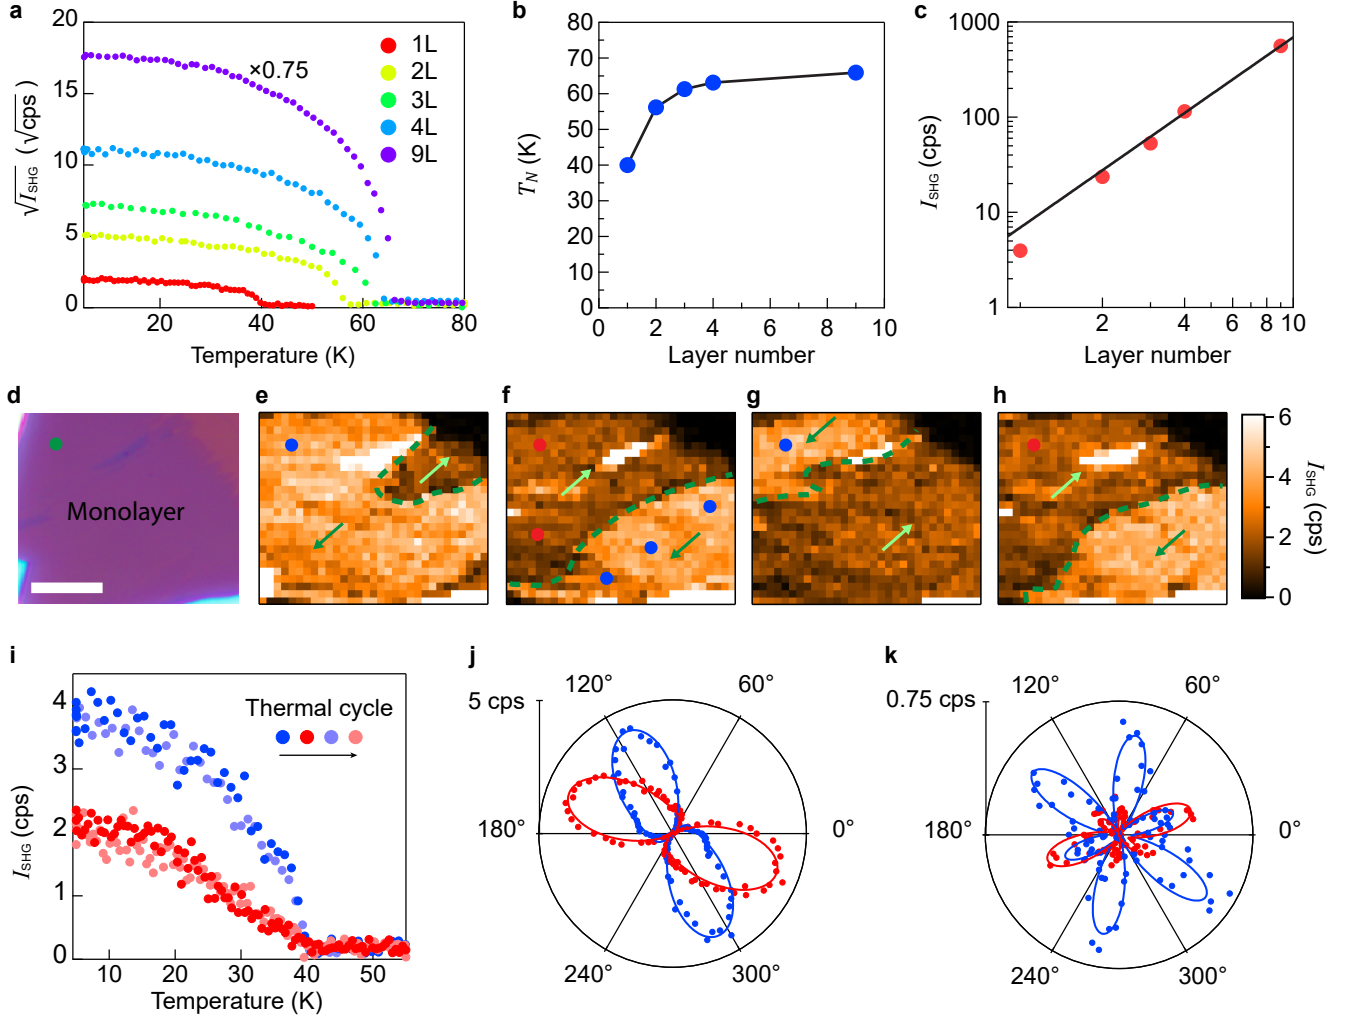 a
20
15
10
5
0
√I_SHG (√cps)
×0.75
1L
2L
3L
4L
9L
20 40 60 80
Temperature (K)
b
80
70
60
50
40
30
20
10
0
T_N (K)
0 2 4 6 8 10
Layer number
c
1000
100
10
1
I_SHG (cps)
2 4 6 8 10
Layer number
d
Monolayer
e
f
g
h
6
4
2
0
I_SHG (cps)
i
4
3
2
1
0
I_SHG (cps)
Thermal cycle
10 20 30 40 50
Temperature (K)
j
5 cps
120° 60°
180° 0°
240° 300°
k
0.75 cps
120° 60°
180° 0°
240° 300°